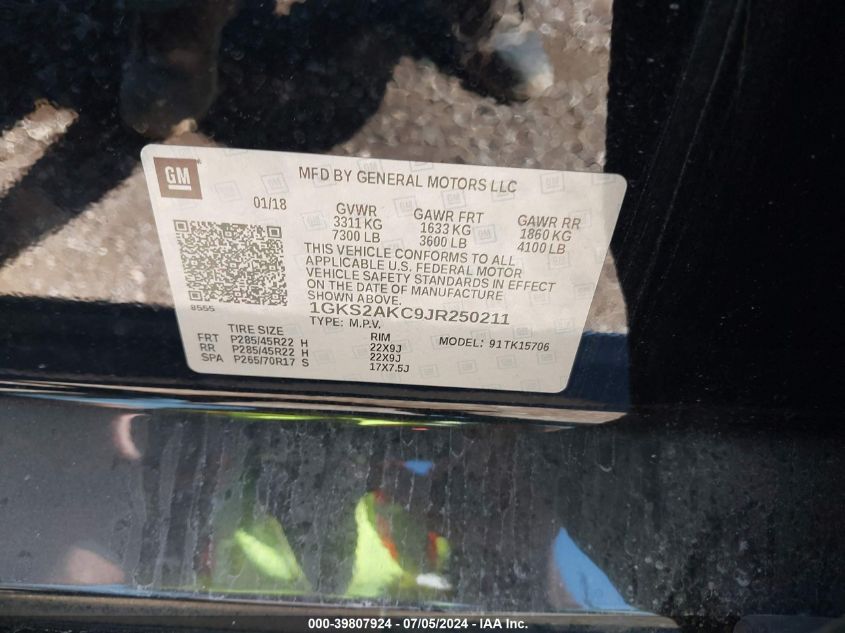 GM
MFD BY GENERAL MOTORS LLC
01/18
GVWR GAWR FRT GAWR RR
3311 KG 1633 KG 1860 KG
7300 LB 3600 LB 4100 LB
THIS VEHICLE CONFORMS TO ALL
APPLICABLE U.S. FEDERAL MOTOR
VEHICLE SAFETY STANDARDS IN EFFECT
ON THE DATE OF MANUFACTURE
SHOWN ABOVE.
8555
1GKS2AKC9JR250211
TYPE: M.P.V.
TIRE SIZE RIM MODEL: 91TK15706
FRT P285/45R22 H 22X9J
RR P285/45R22 H 22X9J
SPA P265/70R17 S 17X7.5J
000-39807924 / 07/05/2024 - IAA Inc.